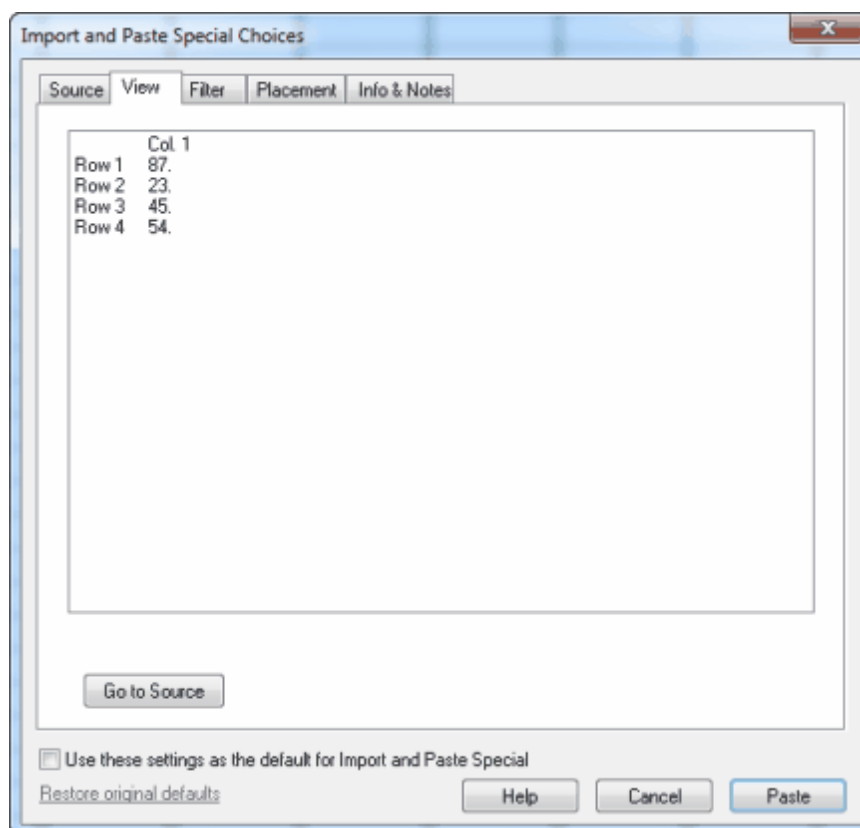 Import and Paste Special Choices
Source View Filter Placement Info & Notes
Col. 1
Row 1 87.
Row 2 23.
Row 3 45.
Row 4 54.
Go to Source
Use these settings as the default for Import and Paste Special
Restore original defaults Help Cancel Paste